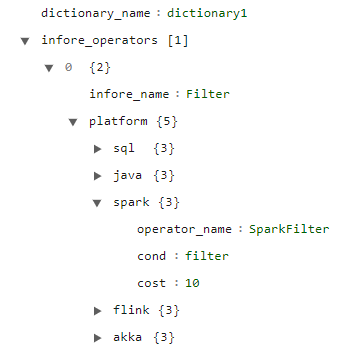 dictionary_name : dictionary1
infore_operators [1]
0 {2}
infore_name : Filter
platform {5}
sql {3}
java {3}
spark {3}
operator_name : SparkFilter
cond : filter
cost : 10
flink {3}
akka {3}